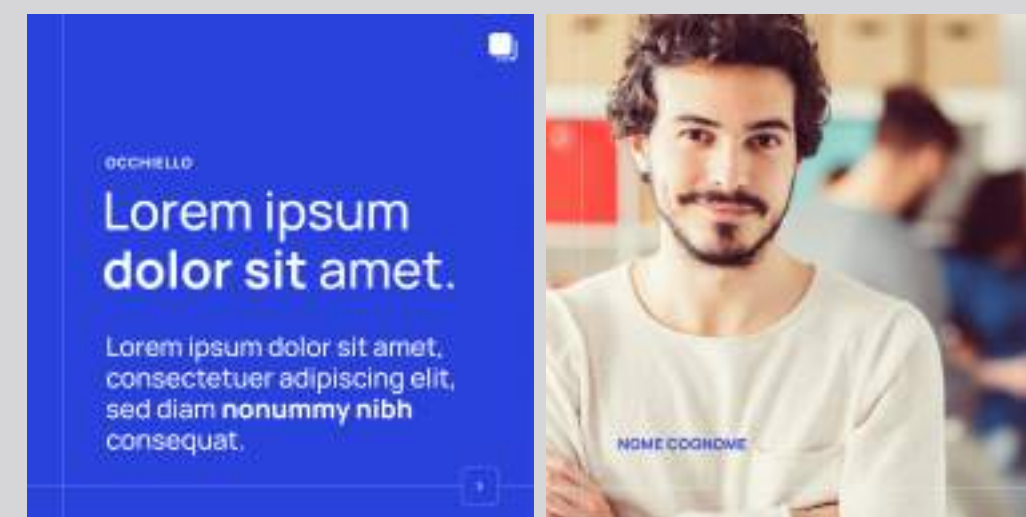 OCCHIELLO
Lorem ipsum
dolor sit amet.
Lorem ipsum dolor sit amet,
consectetuer adipiscing elit,
sed diam nonummy nibh
consequat.
NOME COGNOME